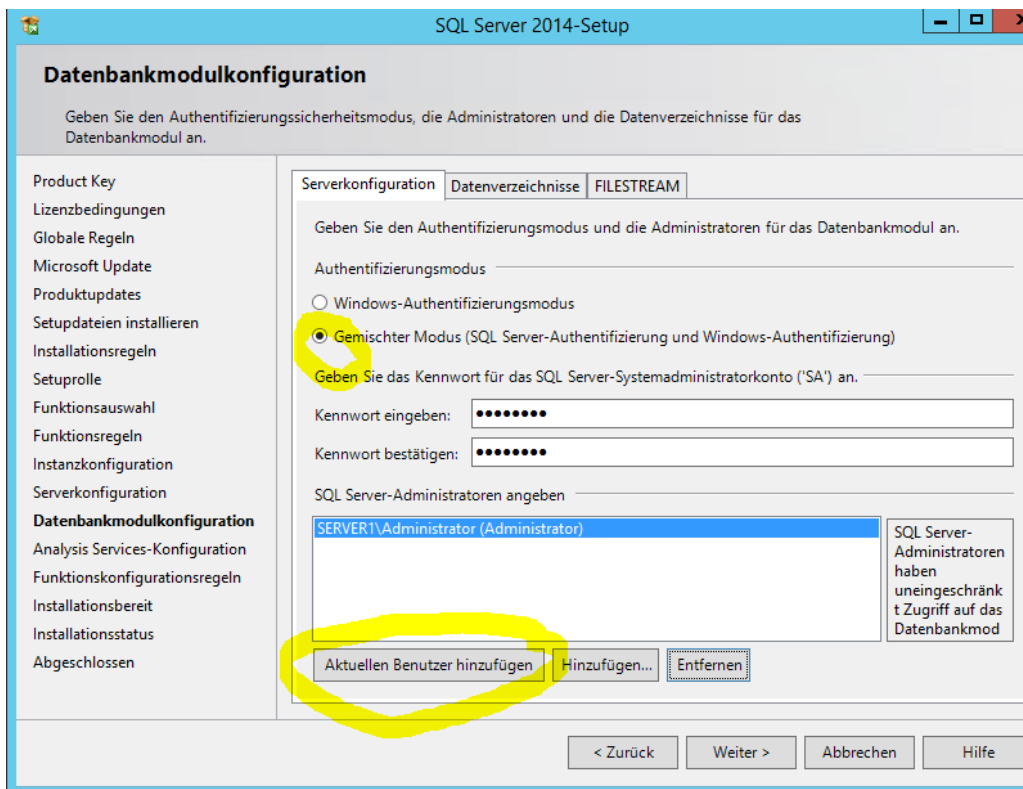 SQL Server 2014-Setup
Datenbankmodulkonfiguration
Geben Sie den Authentifizierungssicherheitsmodus, die Administratoren und die Datenverzeichnisse für das
Datenbankmodul an.
Product Key
Lizenzbedingungen
Globale Regeln
Microsoft Update
Produktupdates
Setupdateien installieren
Installationsregeln
Setuprolle
Funktionsauswahl
Funktionsregeln
Instanzkonfiguration
Serverkonfiguration
Datenbankmodulkonfiguration
Analysis Services-Konfiguration
Funktionskonfigurationsregeln
Installationsbereit
Installationsstatus
Abgeschlossen
Serverkonfiguration Datenverzeichnisse FILESTREAM
Geben Sie den Authentifizierungsmodus und die Administratoren für das Datenbankmodul an.
Authentifizierungsmodus
Windows-Authentifizierungsmodus
Gemischter Modus (SQL Server-Authentifizierung und Windows-Authentifizierung)
Geben Sie das Kennwort für das SQL Server-Systemadministratorkonto ('SA') an.
Kennwort eingeben: ●●●●●●●●
Kennwort bestätigen: ●●●●●●●●
SQL Server-Administratoren angeben
SERVER1\Administrator (Administrator)
SQL Server-
Administratoren
haben
uneingeschränk
t Zugriff auf das
Datenbankmod
Aktuellen Benutzer hinzufügen Hinzufügen... Entfernen
< Zurück Weiter > Abbrechen Hilfe